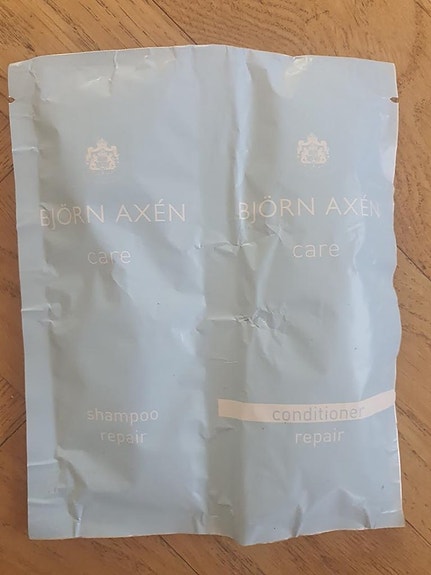 BJÖRN AXÉN
care
shampoo
repair
BJÖRN AXÉN
care
conditioner
repair